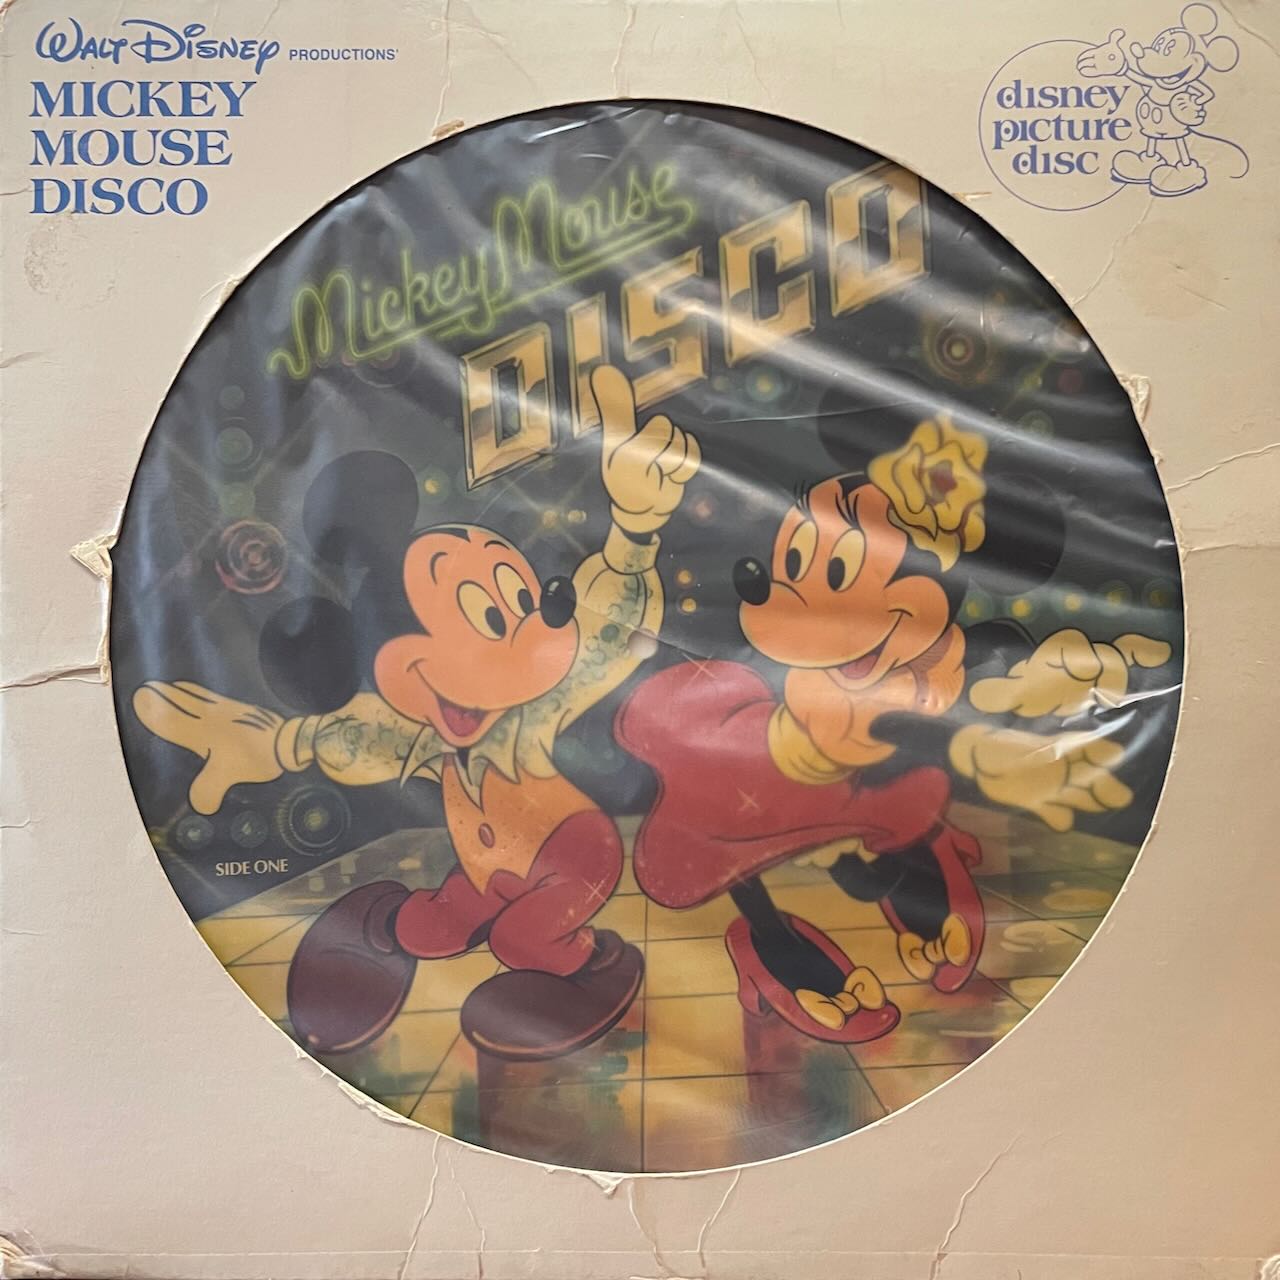 WALT DISNEY PRODUCTIONS'
MICKEY
MOUSE
DISCO
disney
picture
disc
Mickey Mouse
DISCO
SIDE ONE